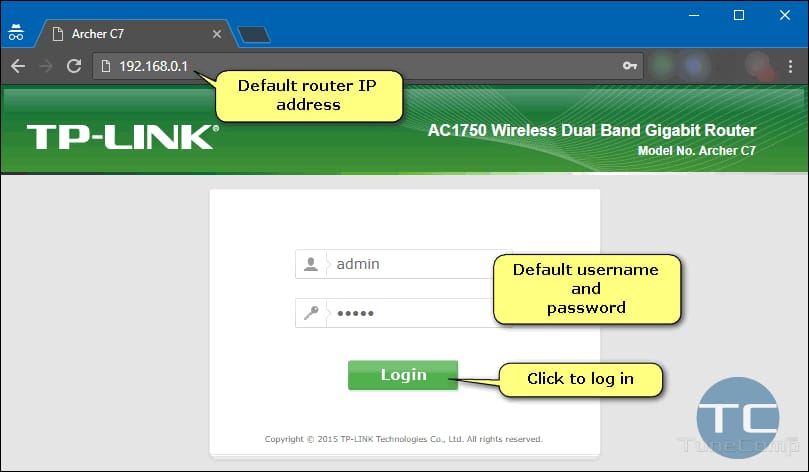 Archer C7
192.168.0.1
Default router IP
address
TP-LINK®
AC1750 Wireless Dual Band Gigabit Router
Model No. Archer C7
admin
•••••
Default username
and
password
Login
Click to log in
Copyright © 2015 TP-LINK Technologies Co., Ltd. All rights reserved.
TC
TuneComp